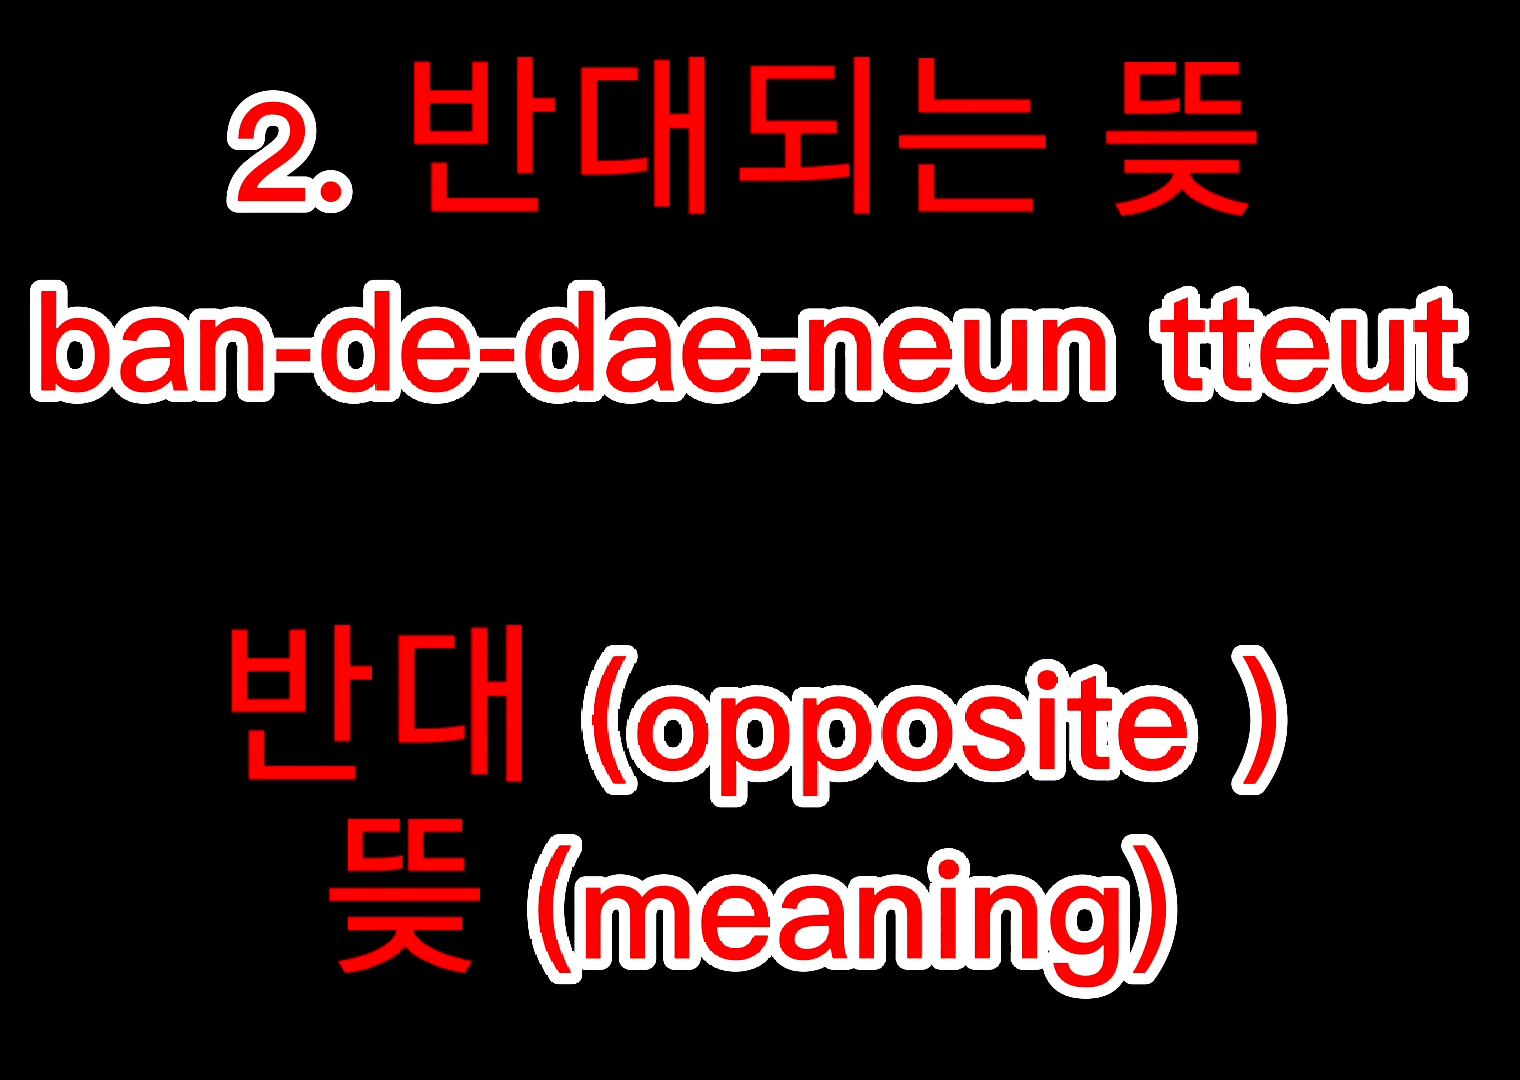 2. 반대되는 뜻
ban-de-dae-neun tteut
반대 (opposite )
뜻 (meaning)